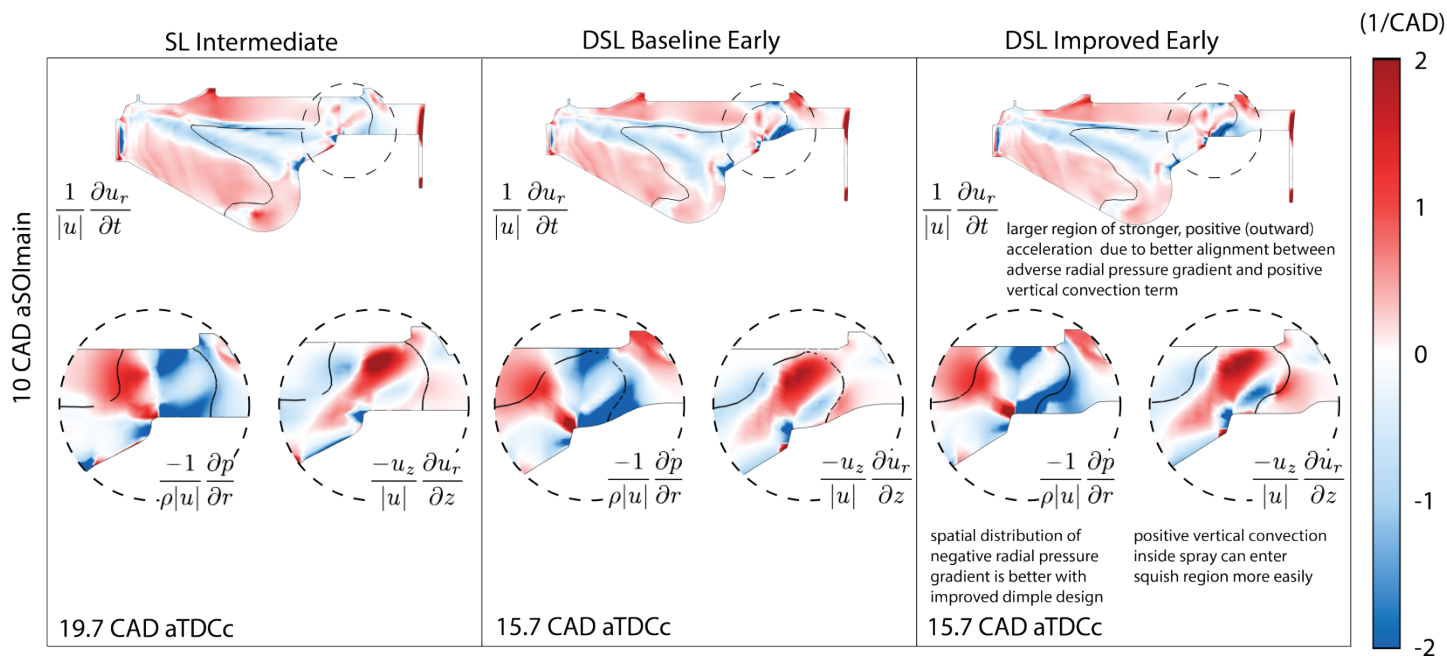 (1/CAD)
SL Intermediate
DSL Baseline Early
DSL Improved Early
10 CAD aSOImain
1/|u| ∂u_r/∂t
1/|u| ∂u_r/∂t
1/|u| ∂u_r/∂t
larger region of stronger, positive (outward)
acceleration due to better alignment between
adverse radial pressure gradient and positive
vertical convection term
-1/ρ|u| ∂p/∂r
-u_z/|u| ∂u_r/∂z
-1/ρ|u| ∂p/∂r
-u_z/|u| ∂u_r/∂z
-1/ρ|u| ∂p/∂r
-u_z/|u| ∂u_r/∂z
spatial distribution of
negative radial pressure
gradient is better with
improved dimple design
positive vertical convection
inside spray can enter
squish region more easily
19.7 CAD aTDCc
15.7 CAD aTDCc
15.7 CAD aTDCc
2
1
0
-1
-2